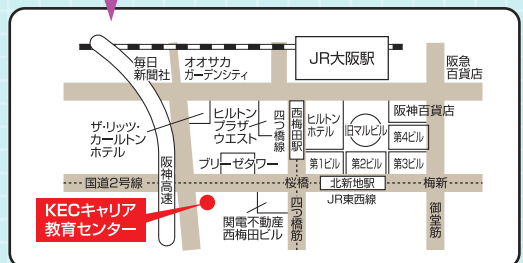 JR大阪駅
毎日
新聞社
オオサカ
ガーデンシティ
阪急
百貨店
ザ・リッツ・
カールトン
ホテル
ヒルトン
プラザ
ウエスト
四つ橋線
西梅田駅
ヒルトン
ホテル
旧マルビル
阪神百貨店
第4ビル
ブリーゼタワー
第1ビル
第2ビル
第3ビル
阪神高速
国道2号線
桜橋
北新地駅
JR東西線
梅新
KECキャリア
教育センター
関電不動産
西梅田ビル
四つ橋筋
御堂筋